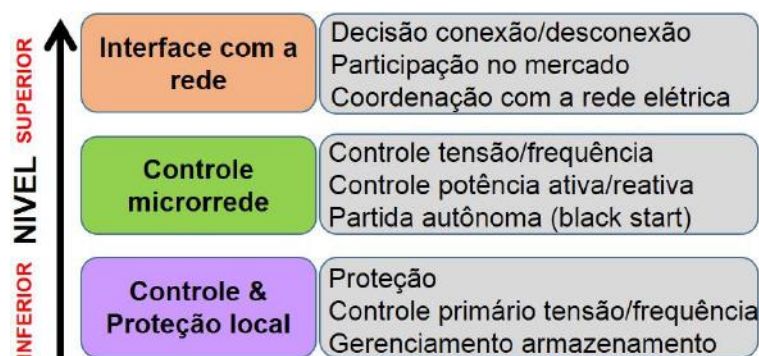 NIVEL SUPERIOR
INFERIOR
Interface com a
rede
Decisão conexão/desconexão
Participação no mercado
Coordenação com a rede elétrica
Controle
microrrede
Controle tensão/frequência
Controle potência ativa/reativa
Partida autônoma (black start)
Controle &
Proteção local
Proteção
Controle primário tensão/frequência
Gerenciamento armazenamento